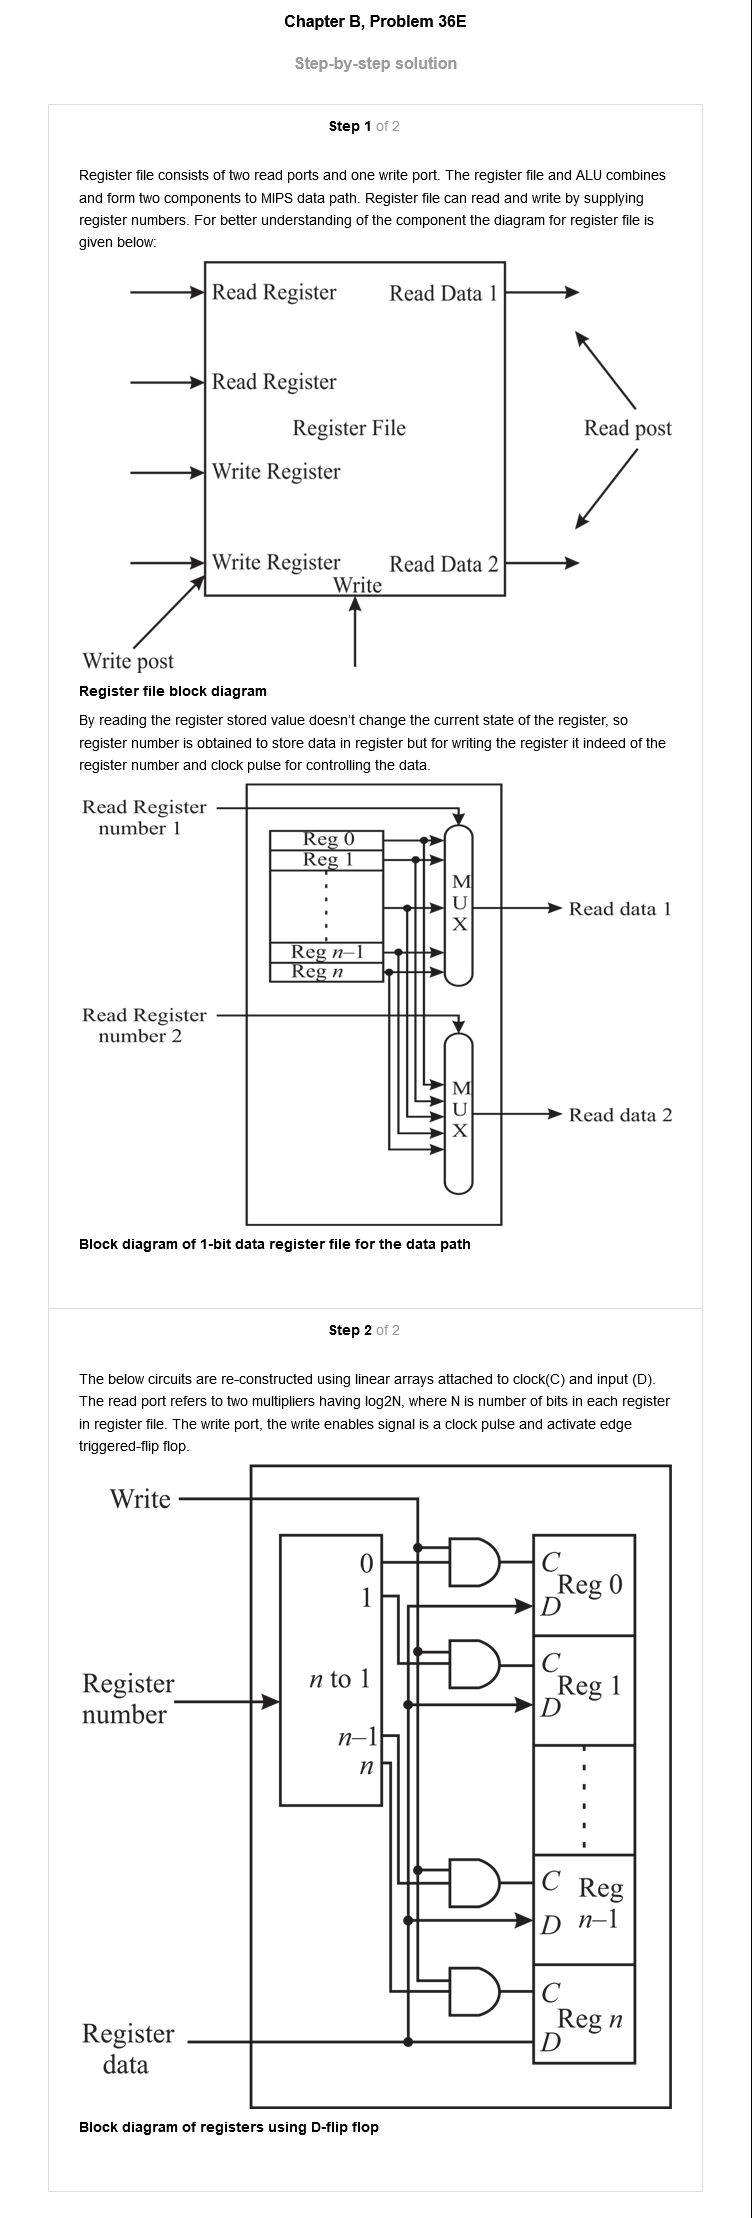 Chapter B, Problem 36E
Step-by-step solution
Step 1 of 2
Register file consists of two read ports and one write port. The register file and ALU combines
and form two components to MIPS data path. Register file can read and write by supplying
register numbers. For better understanding of the component the diagram for register file is
given below:
Read Register
Read Data 1
Read Register
Register File
Read post
Write Register
Write Register
Read Data 2
Write
Write post
Register file block diagram
By reading the register stored value doesn't change the current state of the register, so
register number is obtained to store data in register but for writing the register it indeed of the
register number and clock pulse for controlling the data.
Read Register
number 1
Reg 0
Reg 1
M
U
X
Read data 1
Reg n–1
Reg n
Read Register
number 2
M
U
X
Read data 2
Block diagram of 1-bit data register file for the data path
Step 2 of 2
The below circuits are re-constructed using linear arrays attached to clock(C) and input (D).
The read port refers to two multipliers having log2N, where N is number of bits in each register
in register file. The write port, the write enables signal is a clock pulse and activate edge
triggered-flip flop.
Write
0
C
Reg 0
1
D
C
n to 1
Reg 1
Register
number
D
n–1
n
C Reg
D n–1
C
Reg n
Register
data
D
Block diagram of registers using D-flip flop